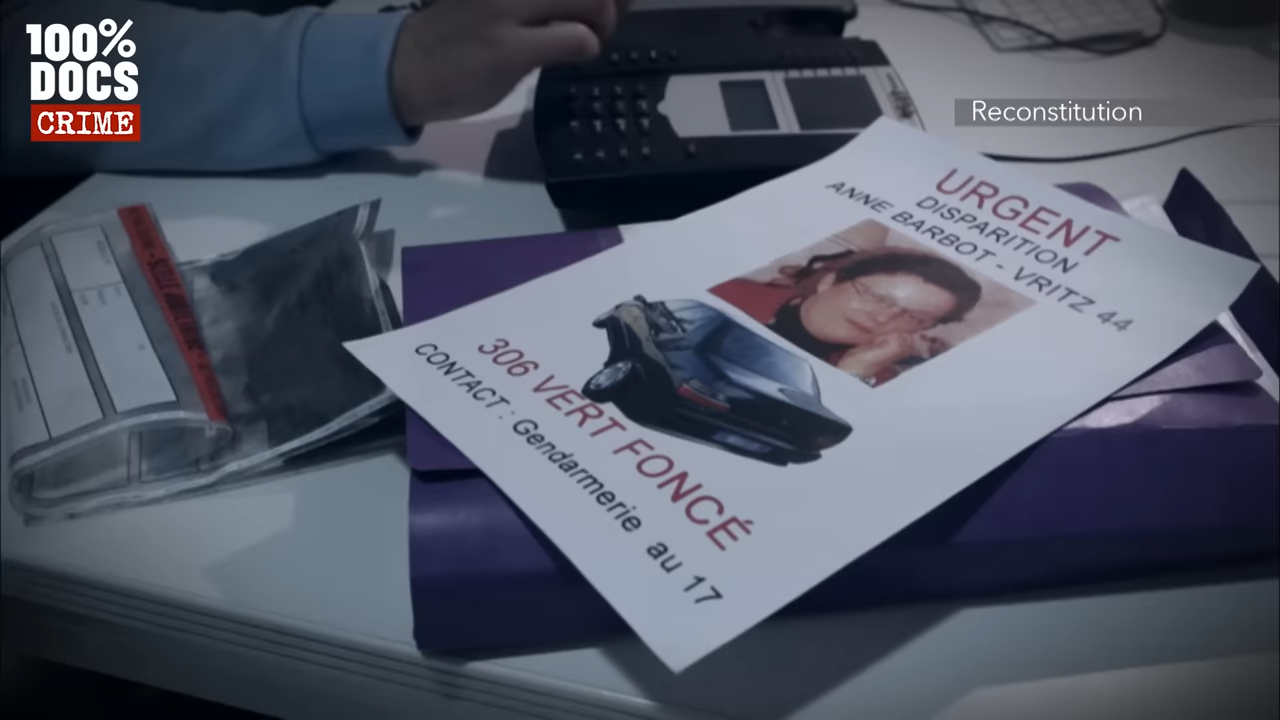 100%
DOCS
CRIME
Reconstitution
URGENT
DISPARITION
ANNE BARBOT - VRITZ 44
306 VERT FONCÉ
CONTACT : Gendarmerie au 17